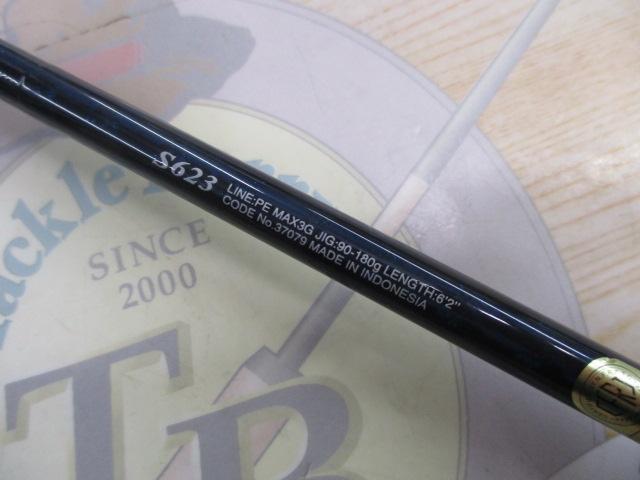 S623
LINE:PE MAX3G JIG:90-180g LENGTH:6'2"
CODE No.37079 MADE IN INDONESIA
Tackle Berry
SINCE
2000
TB